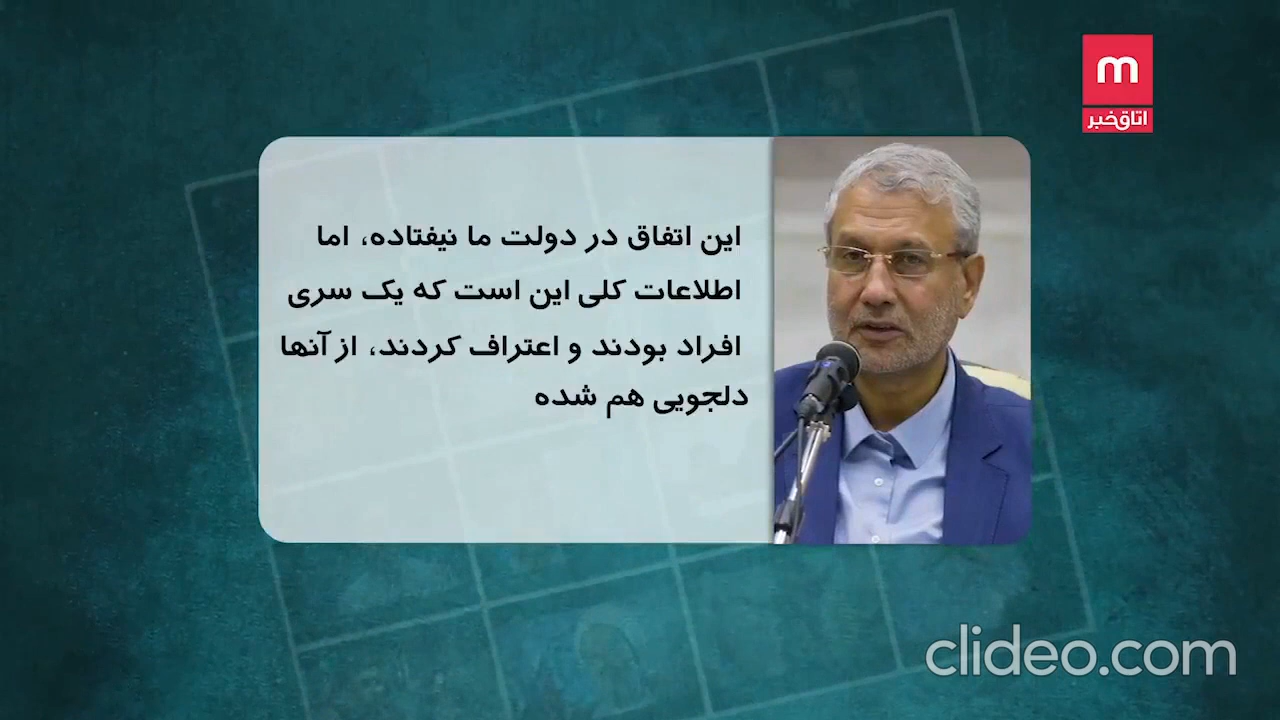 m
اتاق‌خبر
این اتفاق در دولت ما نیفتاده، اما
اطلاعات کلی این است که یک سری
افراد بودند و اعتراف کردند، از آنها
دلجویی هم شده
clideo.com